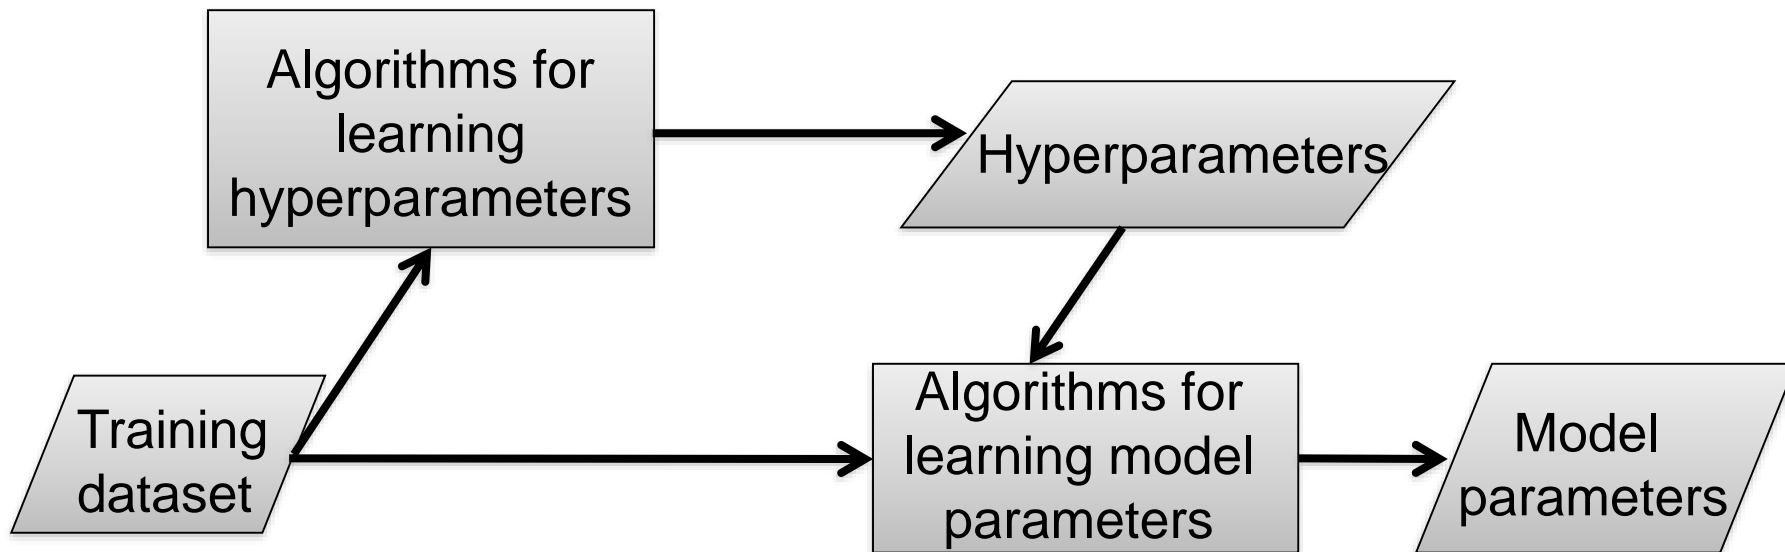 Algorithms for
learning
hyperparameters
Hyperparameters
Training
dataset
Algorithms for
learning model
parameters
Model
parameters